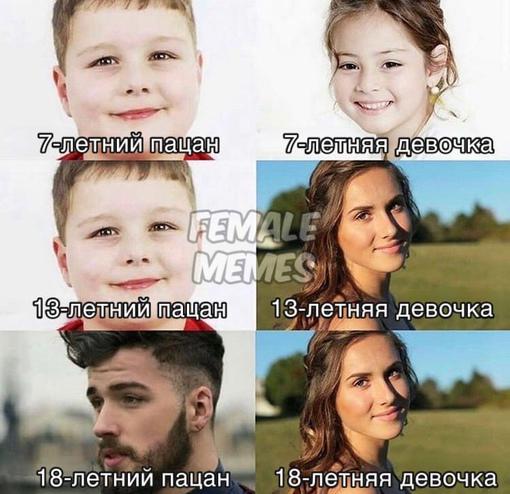 7-летний пацан
7-летняя девочка
FEMALE
MEMES
13-летний пацан
13-летняя девочка
18-летний пацан
18-летняя девочка